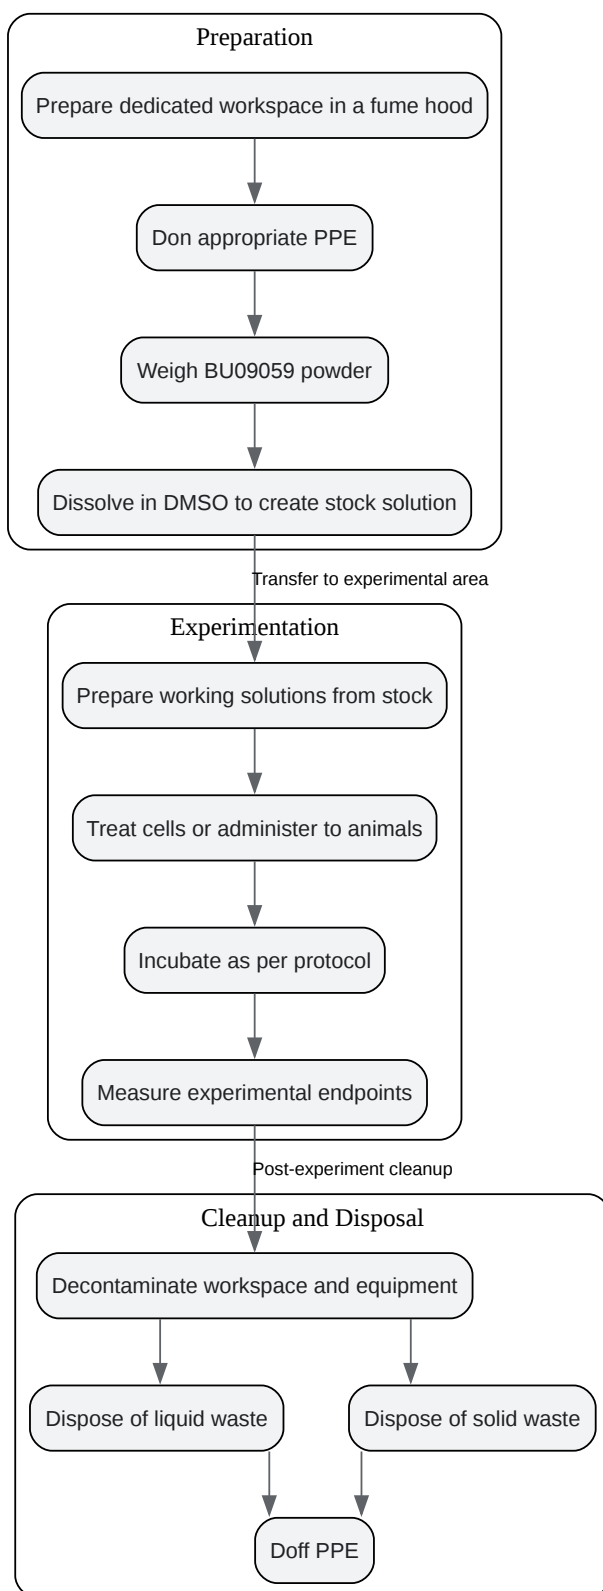 Preparation
Prepare dedicated workspace in a fume hood
Don appropriate PPE
Weigh BU09059 powder
Dissolve in DMSO to create stock solution
Transfer to experimental area
Experimentation
Prepare working solutions from stock
Treat cells or administer to animals
Incubate as per protocol
Measure experimental endpoints
Post-experiment cleanup
Cleanup and Disposal
Decontaminate workspace and equipment
Dispose of liquid waste
Dispose of solid waste
Doff PPE